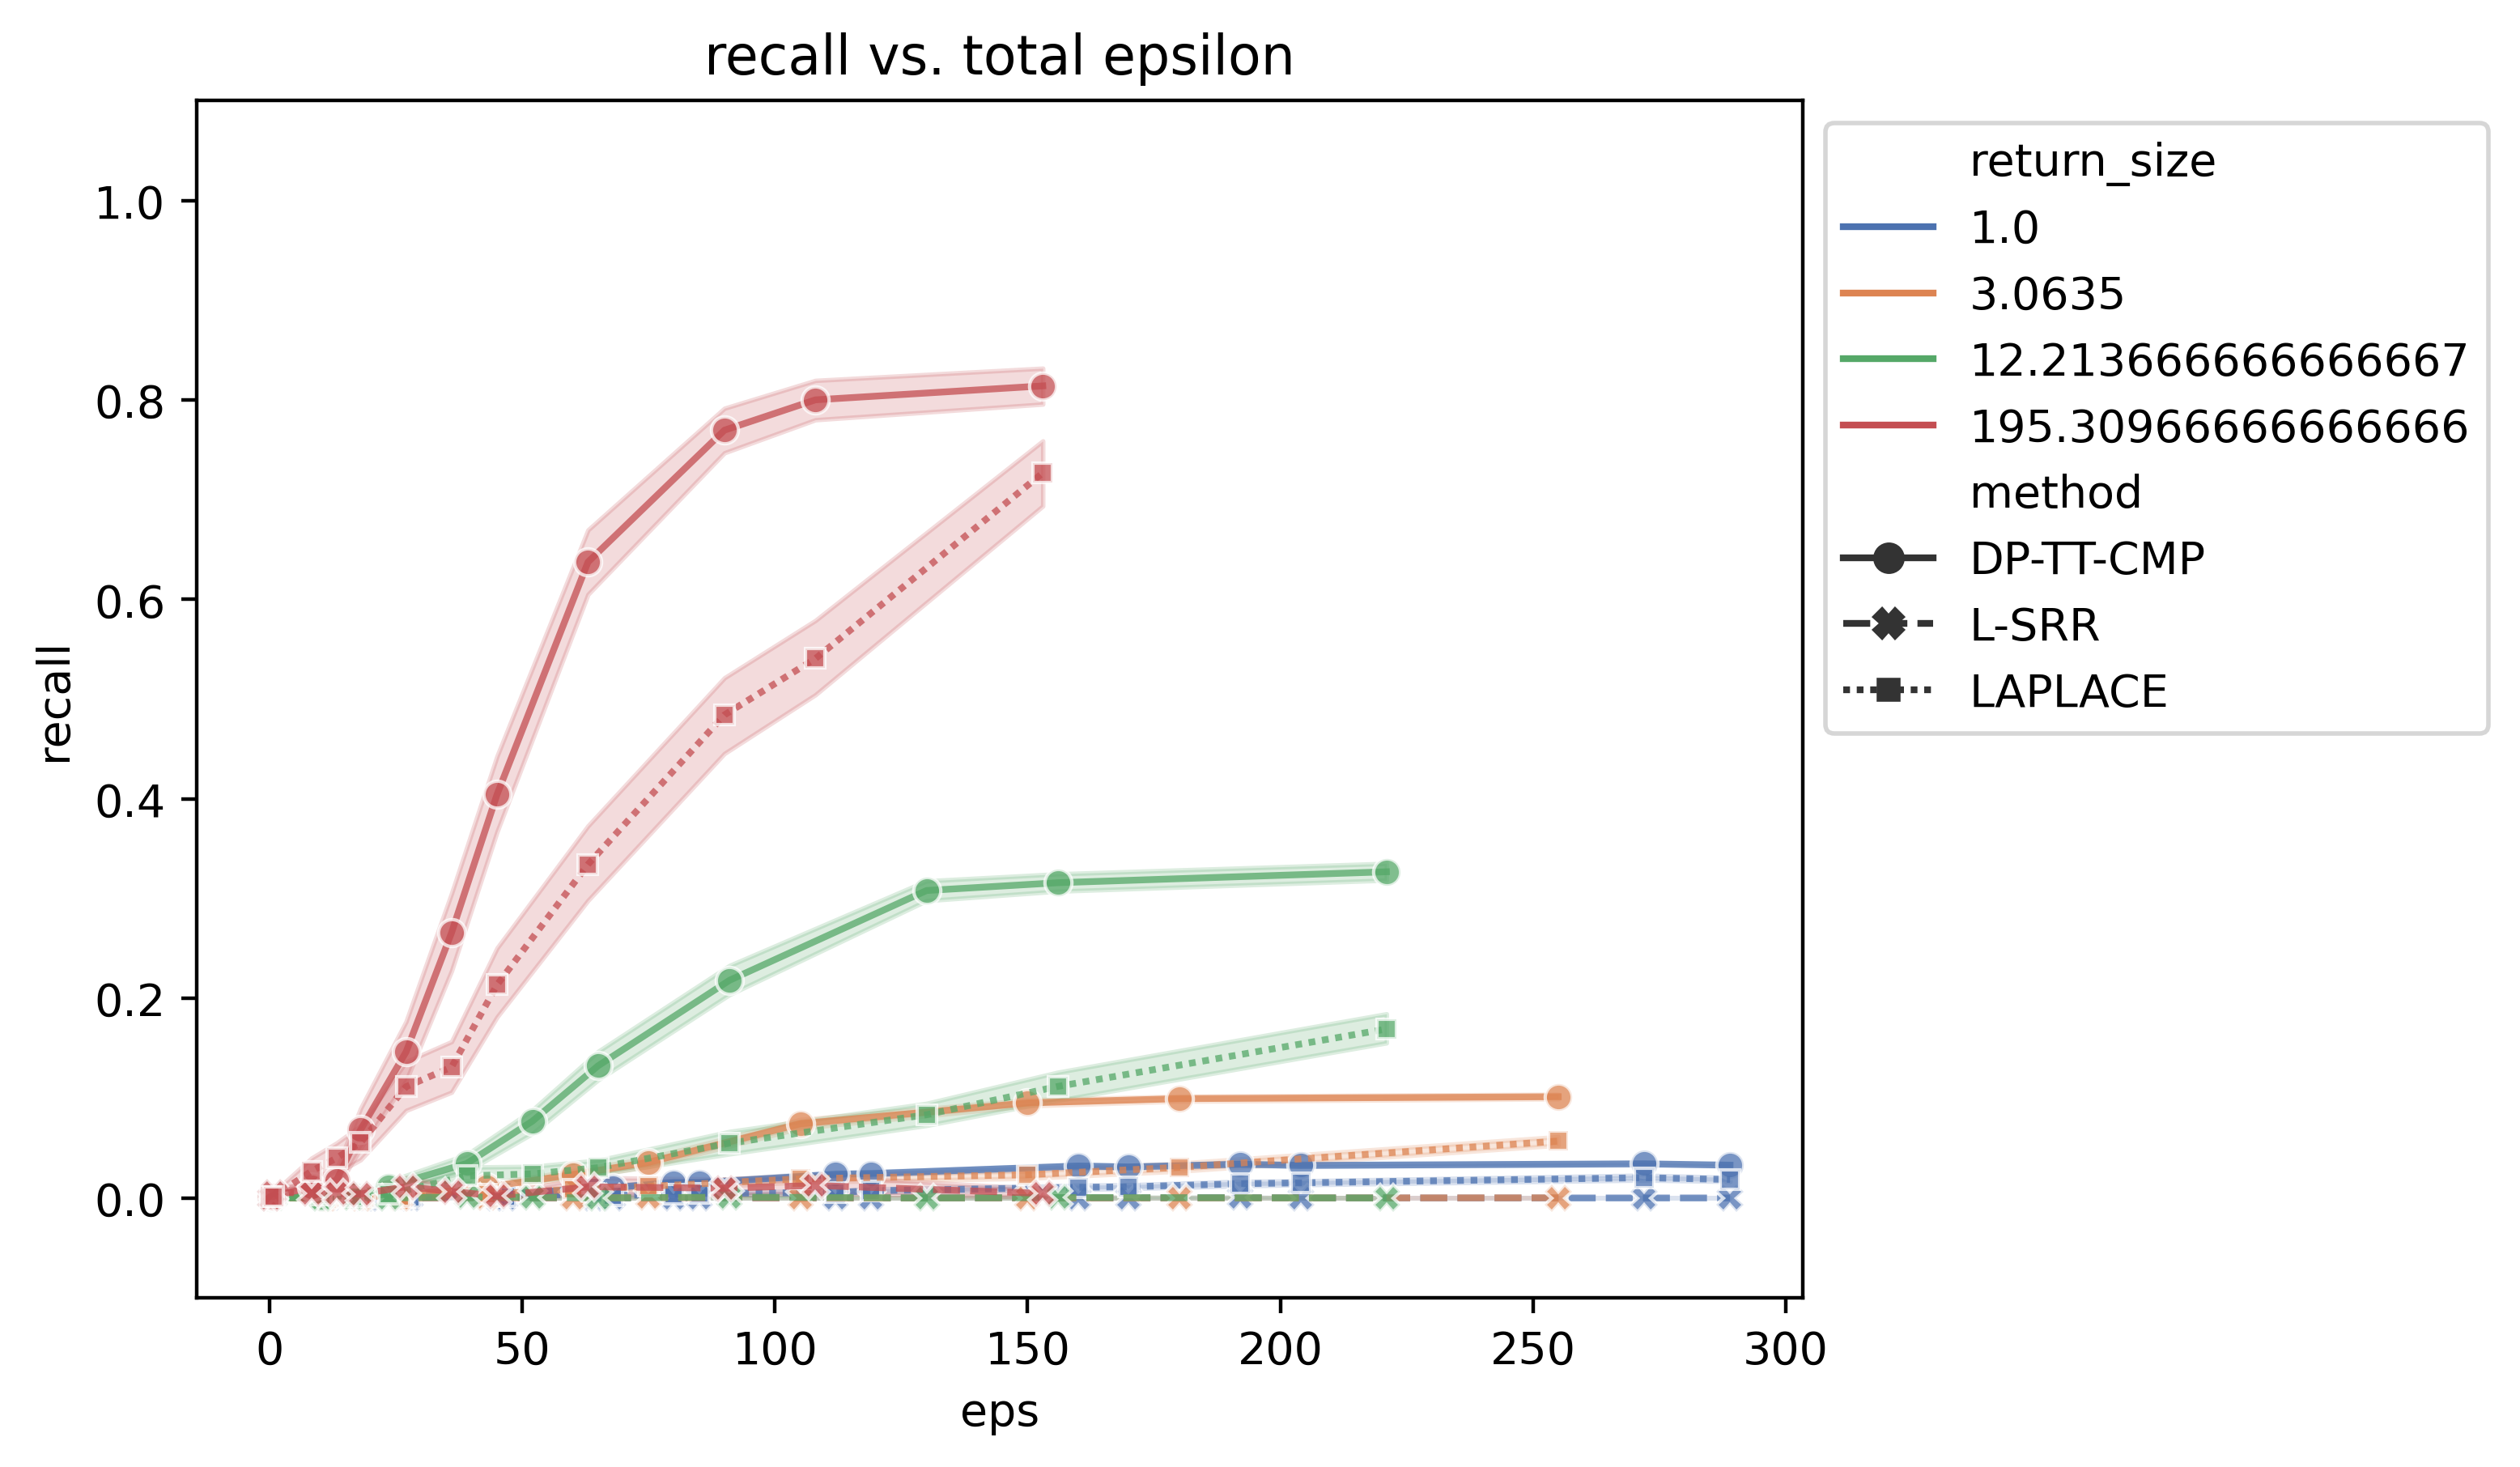 recall vs. total epsilon
1.0
0.8
0.6
0.4
0.2
0.0
recall
0 50 100 150 200 250 300
eps
return_size
1.0
3.0635
12.213666666666667
195.30966666666666
method
DP-TT-CMP
L-SRR
LAPLACE